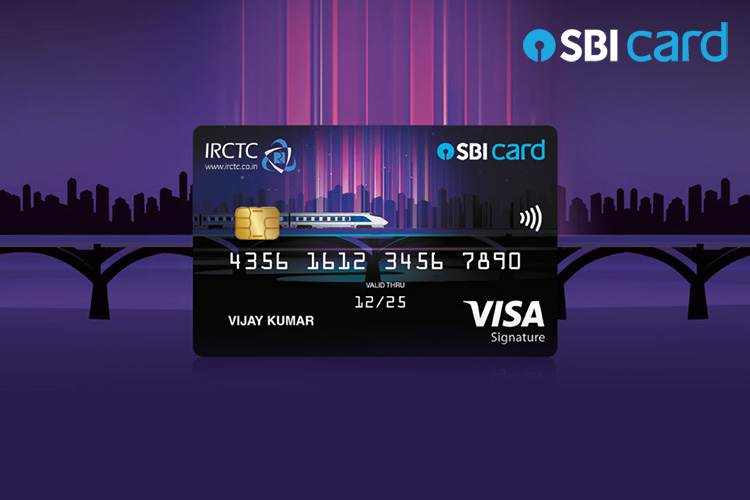 SBI card
IRCTC
www.irctc.co.in
SBI card
4356 1612 3456 7890
VALID THRU
12/25
VIJAY KUMAR
VISA
Signature